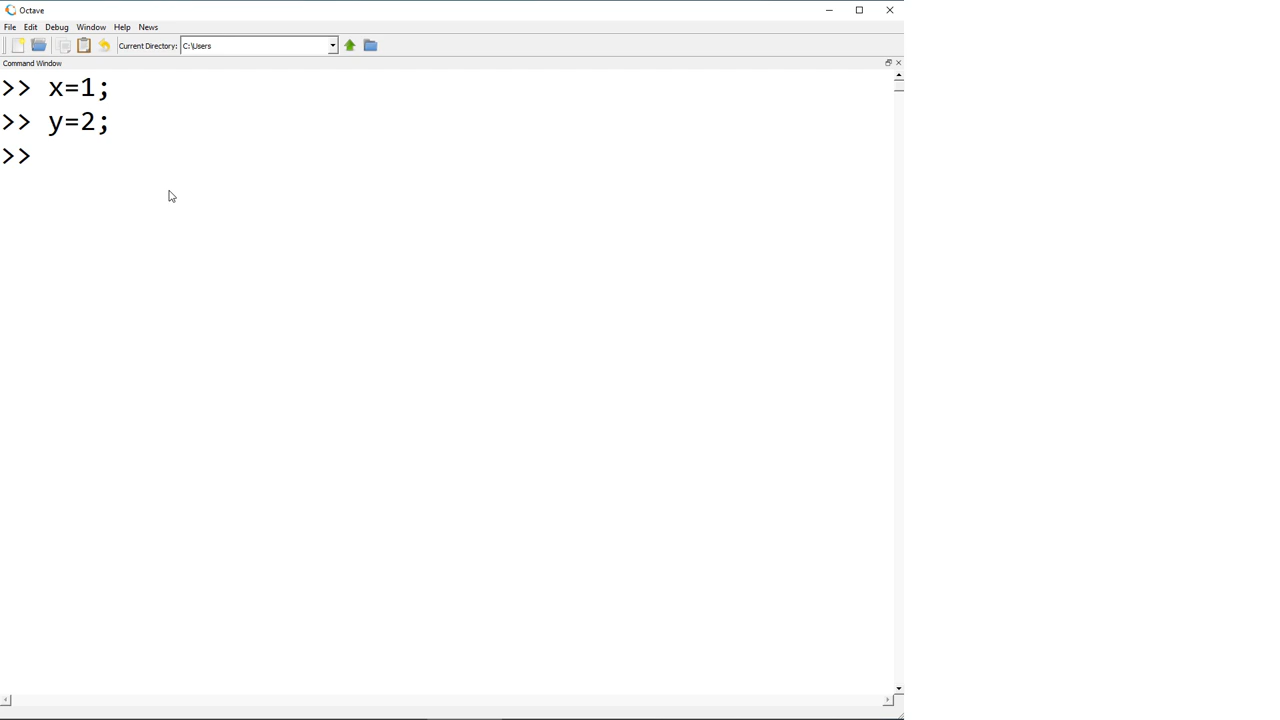 Octave
File Edit Debug Window Help News
Current Directory: C:\Users
Command Window
>> x=1;
>> y=2;
>>